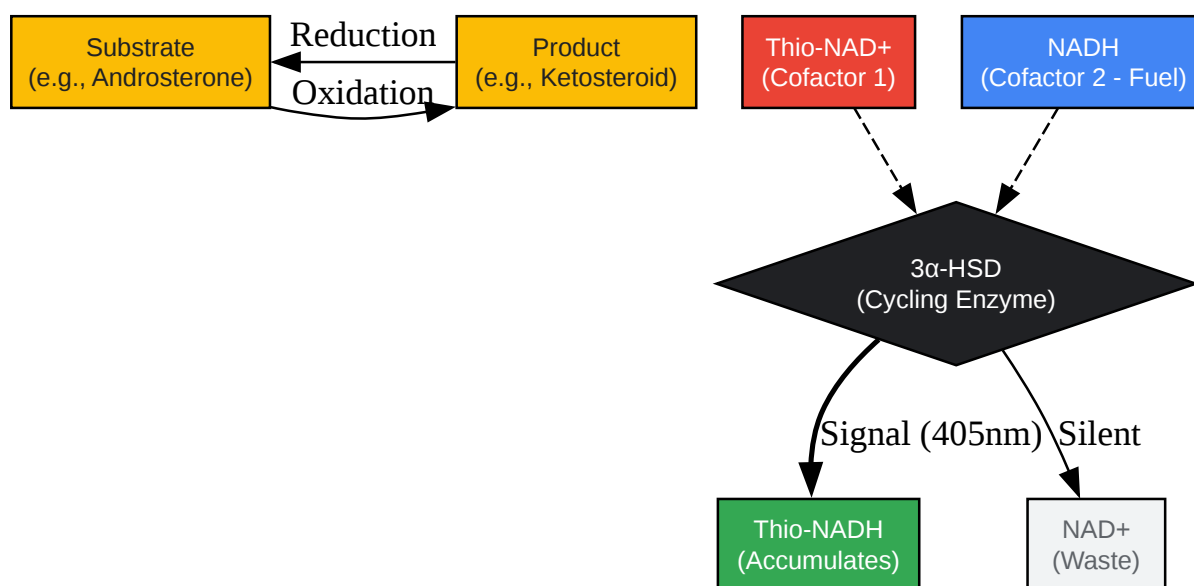 Substrate
(e.g., Androsterone)
Reduction
Oxidation
Product
(e.g., Ketosteroid)
Thio-NAD+
(Cofactor 1)
NADH
(Cofactor 2 - Fuel)
3α-HSD
(Cycling Enzyme)
Signal (405nm)
Silent
Thio-NADH
(Accumulates)
NAD+
(Waste)